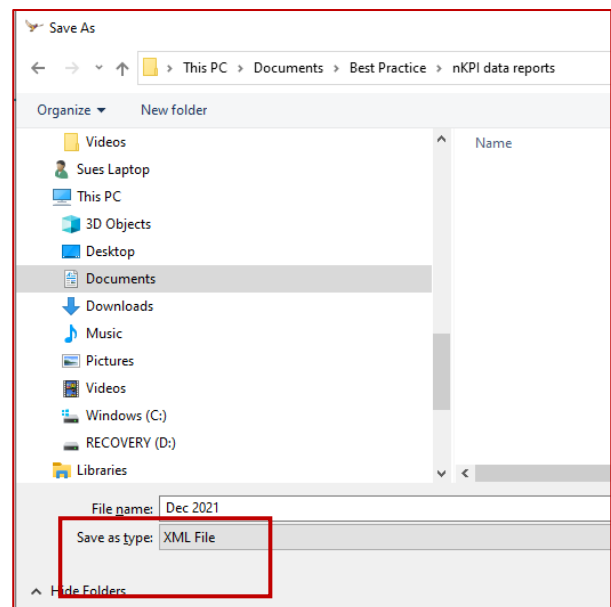 Save As
This PC > Documents > Best Practice > nKPI data reports
Organize New folder
Videos Name
Sues Laptop
This PC
3D Objects
Desktop
Documents
Downloads
Music
Pictures
Videos
Windows (C:)
RECOVERY (D:)
Libraries
File name: Dec 2021
Save as type: XML File
Hide Folders